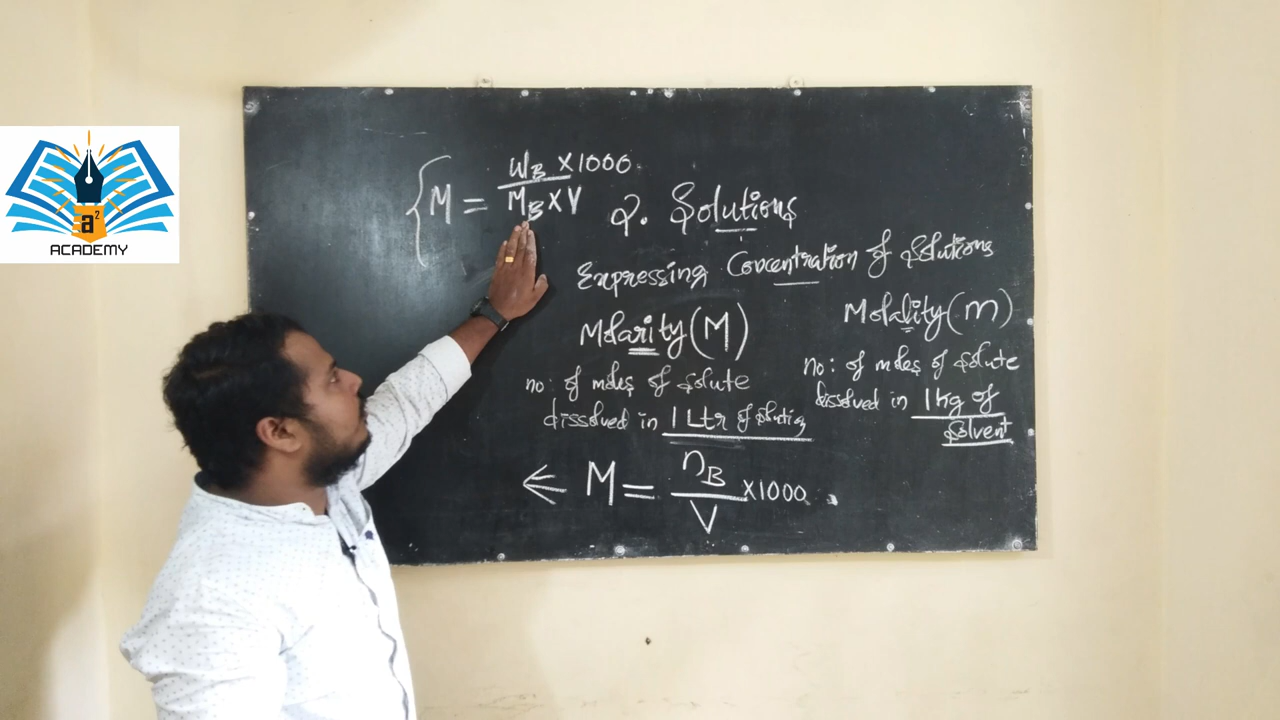 a²
ACADEMY
M = W_B × 1000 / M_B × V
2. Solutions
Expressing Concentration of Solutions
Molarity (M)
no: of moles of solute
dissolved in 1 Ltr of solution
M = n_B / V × 1000
Molality (m)
no: of moles of solute
dissolved in 1 kg of
Solvent